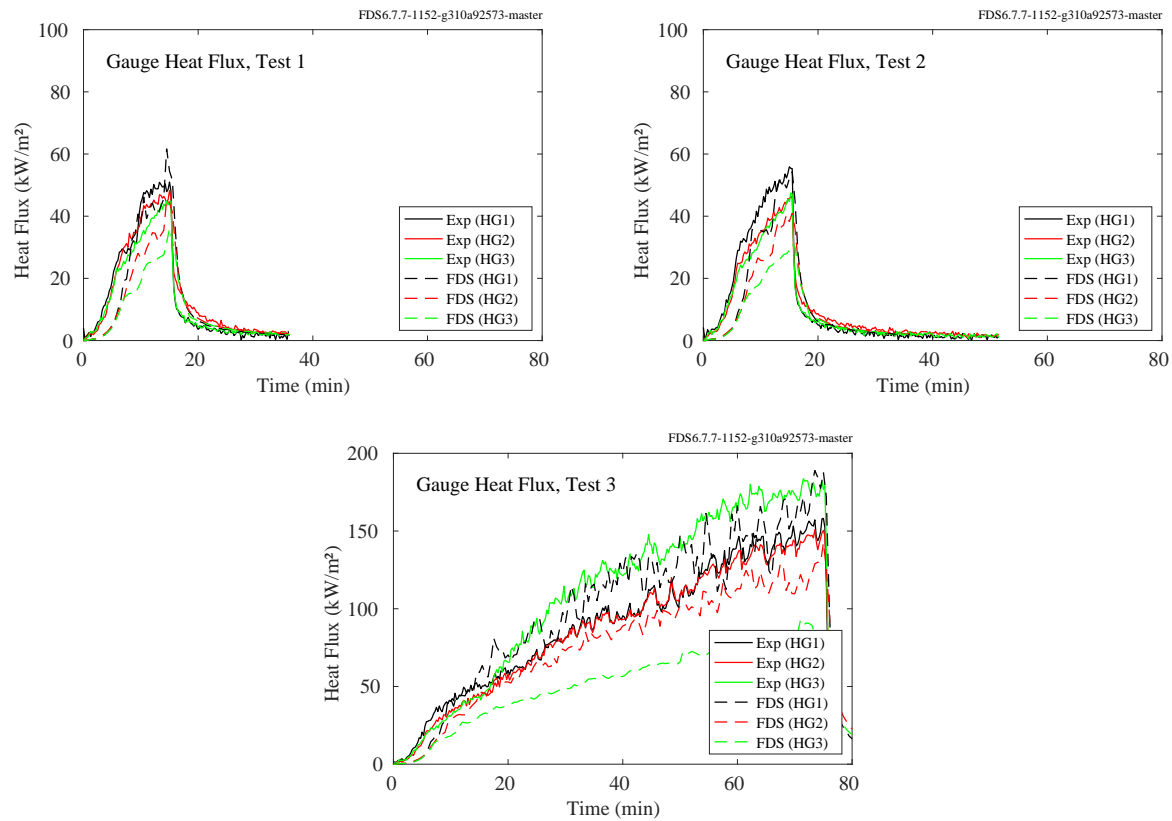 FDS6.7.7-1152-g310a92573-master
Gauge Heat Flux, Test 1
100
80
60
40
20
0
Heat Flux (kW/m²)
Exp (HG1)
Exp (HG2)
Exp (HG3)
FDS (HG1)
FDS (HG2)
FDS (HG3)
0 20 40 60 80
Time (min)
FDS6.7.7-1152-g310a92573-master
Gauge Heat Flux, Test 2
100
80
60
40
20
0
Heat Flux (kW/m²)
Exp (HG1)
Exp (HG2)
Exp (HG3)
FDS (HG1)
FDS (HG2)
FDS (HG3)
0 20 40 60 80
Time (min)
FDS6.7.7-1152-g310a92573-master
Gauge Heat Flux, Test 3
200
150
100
50
0
Heat Flux (kW/m²)
Exp (HG1)
Exp (HG2)
Exp (HG3)
FDS (HG1)
FDS (HG2)
FDS (HG3)
0 20 40 60 80
Time (min)